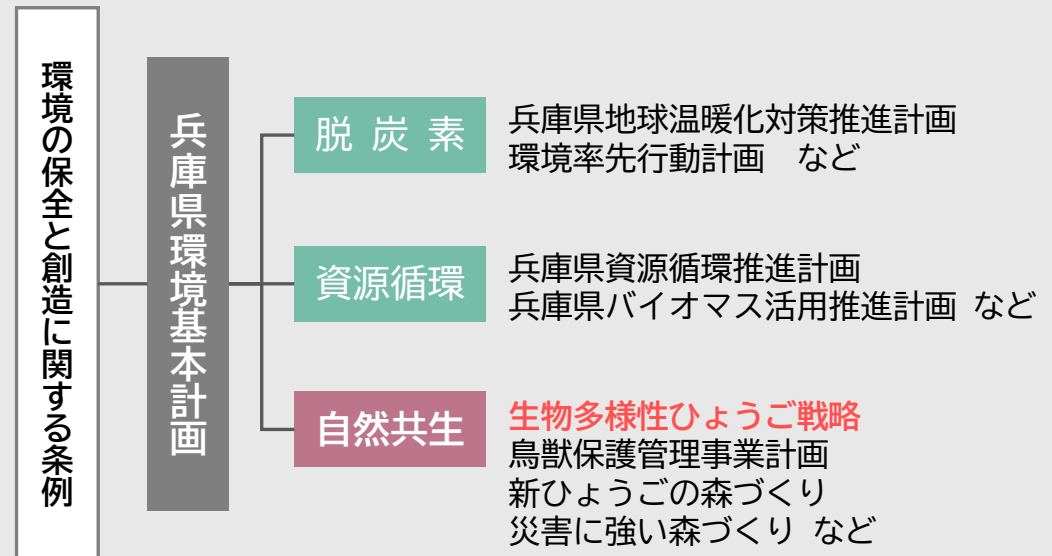 環境の保全と創造に関する条例
兵庫県環境基本計画
脱炭素
兵庫県地球温暖化対策推進計画
環境率先行動計画　など
資源循環
兵庫県資源循環推進計画
兵庫県バイオマス活用推進計画 など
自然共生
生物多様性ひょうご戦略
鳥獣保護管理事業計画
新ひょうごの森づくり
災害に強い森づくり など